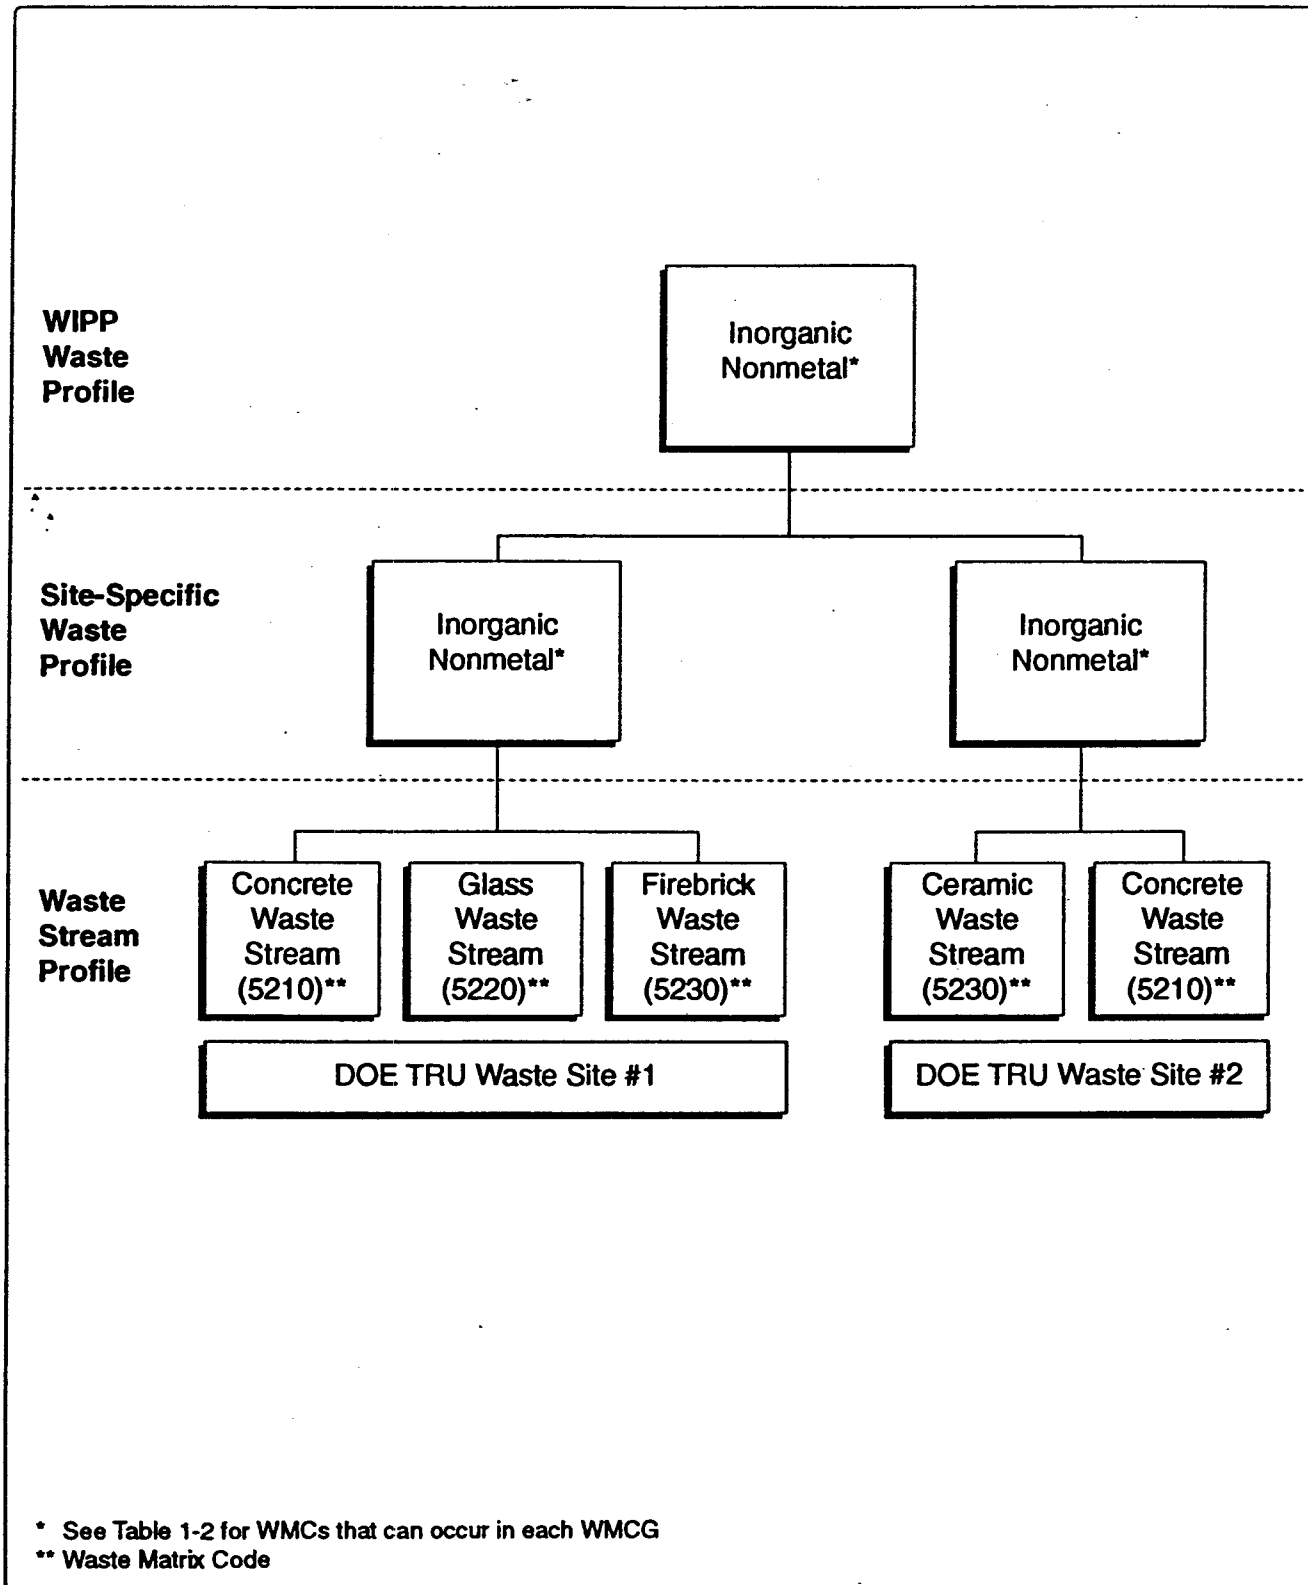 WIPP
Waste
Profile
Inorganic
Nonmetal*
Site-Specific
Waste
Profile
Inorganic
Nonmetal*
Inorganic
Nonmetal*
Waste
Stream
Profile
Concrete
Waste
Stream
(5210)**
Glass
Waste
Stream
(5220)**
Firebrick
Waste
Stream
(5230)**
Ceramic
Waste
Stream
(5230)**
Concrete
Waste
Stream
(5210)**
DOE TRU Waste Site #1
DOE TRU Waste Site #2
* See Table 1-2 for WMCs that can occur in each WMCG
** Waste Matrix Code